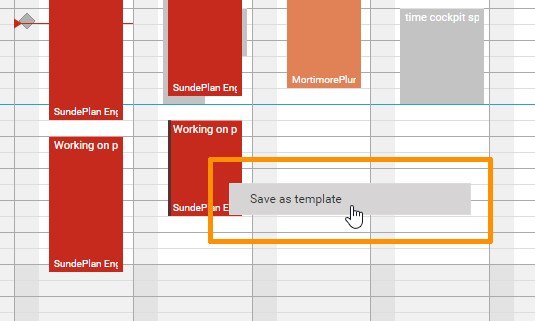 time cockpit sp
MortimorePlur
SundePlan Eng
SundePlan Eng
Working on p
Working on p
Save as template
SundePlan E
SundePlan Eng